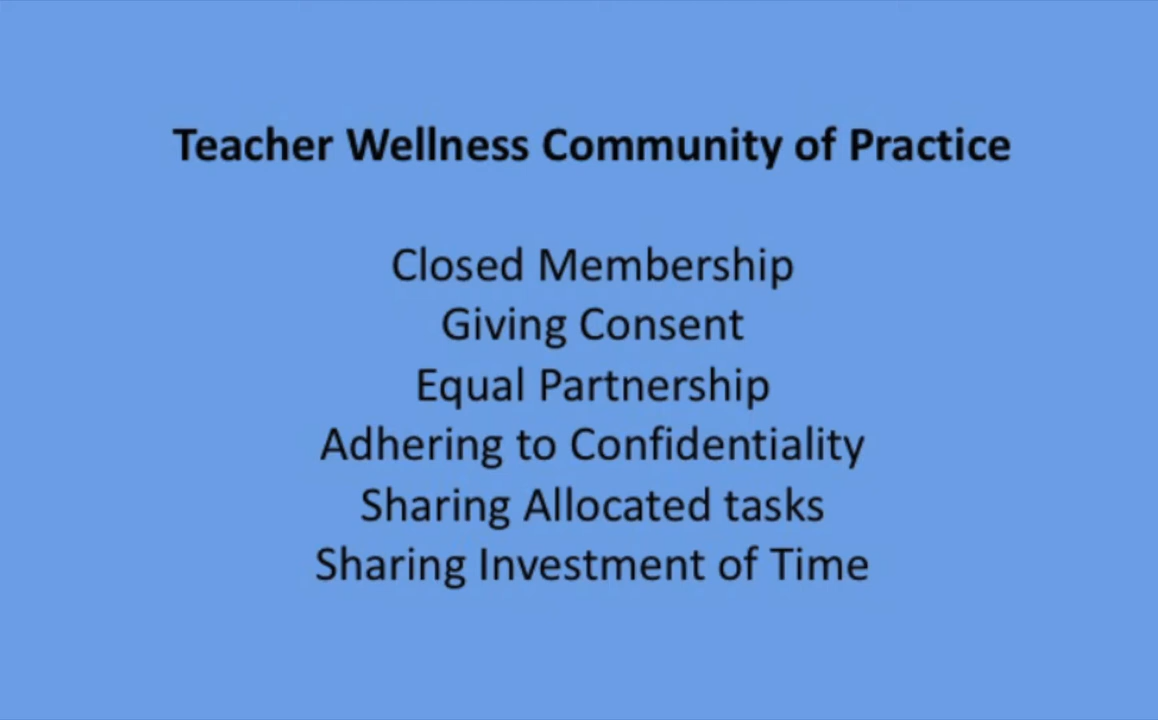 Teacher Wellness Community of Practice
Closed Membership
Giving Consent
Equal Partnership
Adhering to Confidentiality
Sharing Allocated tasks
Sharing Investment of Time